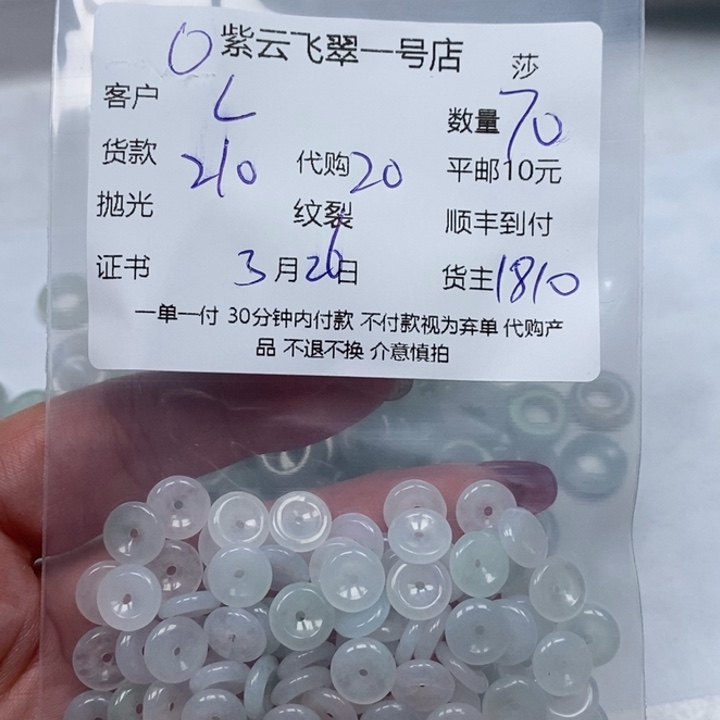 O 紫云飞翠一号店 莎
客户 L 数量 70
货款 210 代购 20 平邮10元
抛光 纹裂 顺丰到付
证书 3月26日 货主 1810
一单一付 30分钟内付款 不付款视为弃单 代购产
品 不退不换 介意慎拍